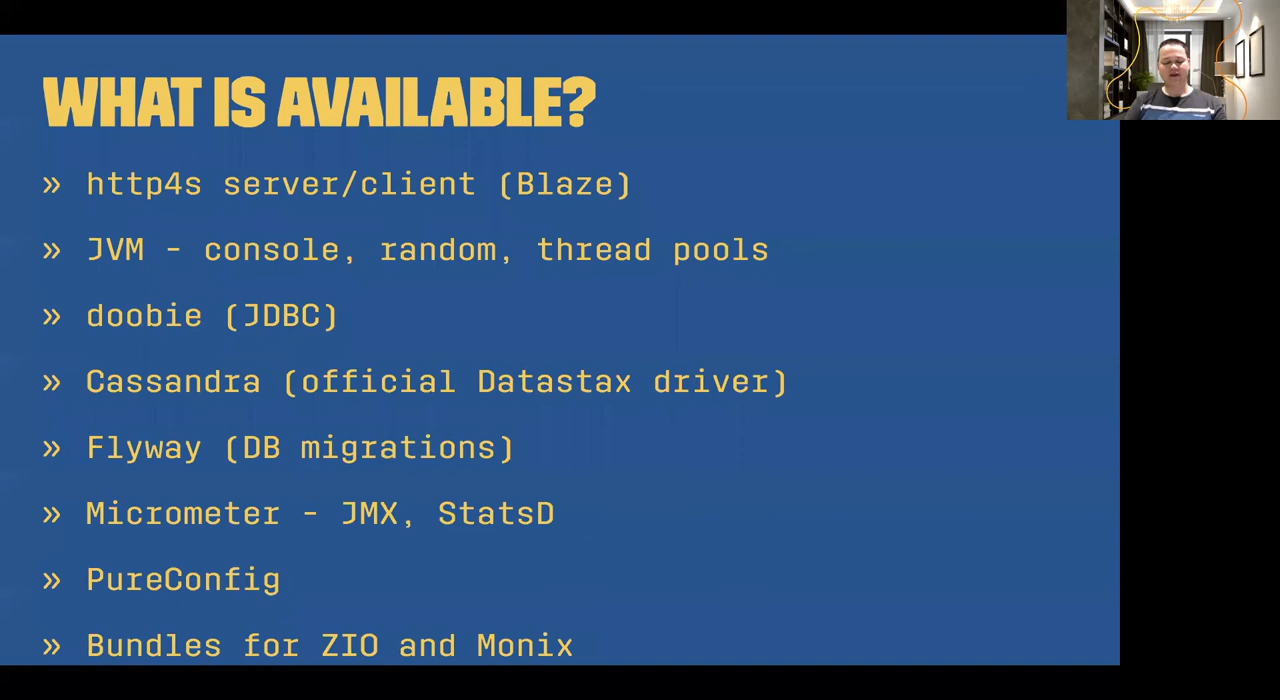 WHAT IS AVAILABLE?
» http4s server/client (Blaze)
» JVM - console, random, thread pools
» doobie (JDBC)
» Cassandra (official Datastax driver)
» Flyway (DB migrations)
» Micrometer - JMX, StatsD
» PureConfig
» Bundles for ZIO and Monix